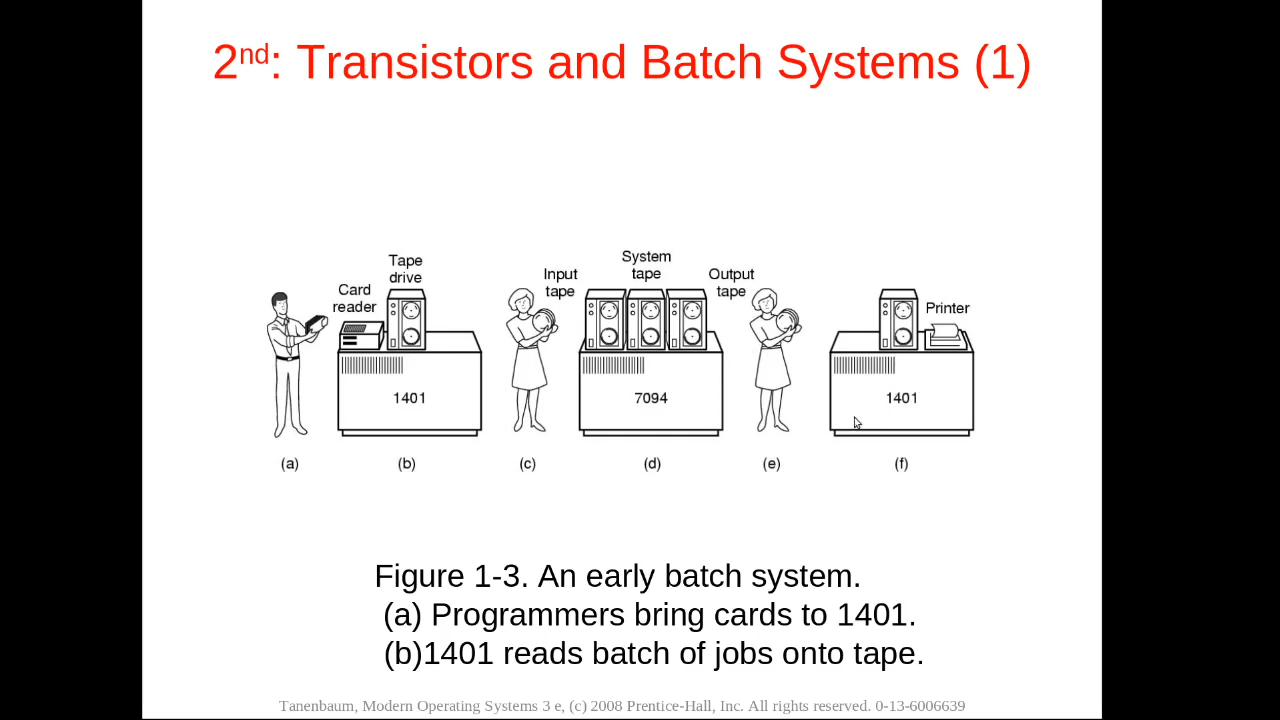 2nd: Transistors and Batch Systems (1)
Tape
drive
Card
reader
Input
tape
System
tape
Output
tape
Printer
1401
7094
1401
(a)
(b)
(c)
(d)
(e)
(f)
Figure 1-3. An early batch system.
(a) Programmers bring cards to 1401.
(b)1401 reads batch of jobs onto tape.
Tanenbaum, Modern Operating Systems 3 e, (c) 2008 Prentice-Hall, Inc. All rights reserved. 0-13-6006639